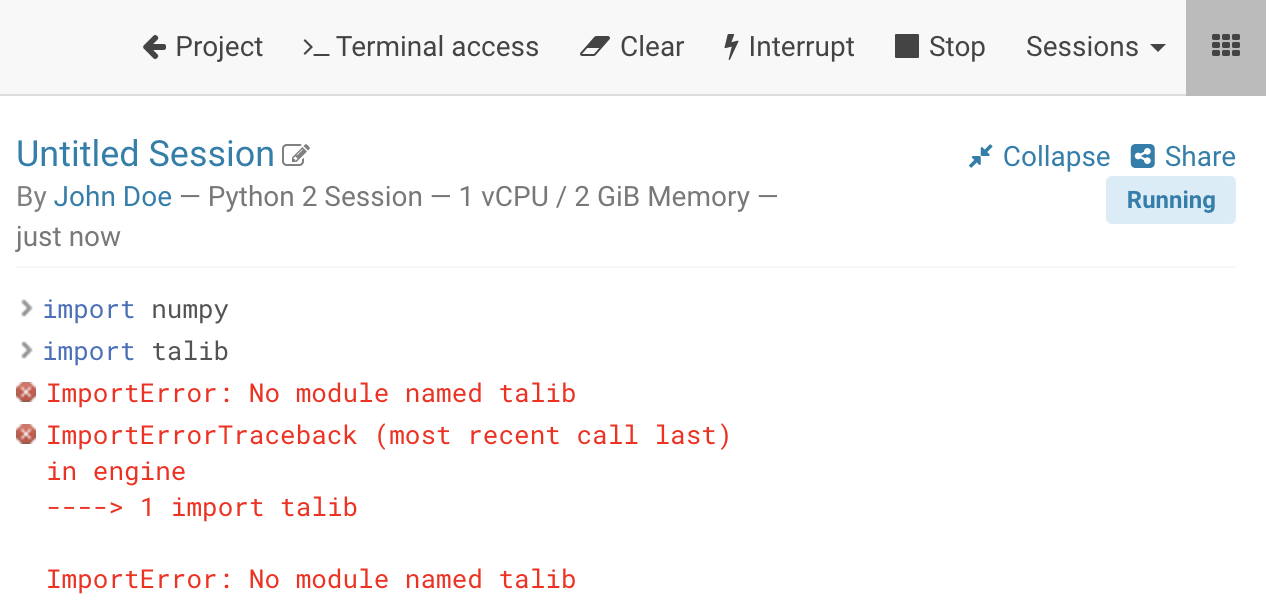 Project >_ Terminal access Clear Interrupt Stop Sessions
Untitled Session
Collapse Share
By John Doe — Python 2 Session — 1 vCPU / 2 GiB Memory —
just now
Running
import numpy
import talib
ImportError: No module named talib
ImportErrorTraceback (most recent call last)
in engine
----> 1 import talib
ImportError: No module named talib